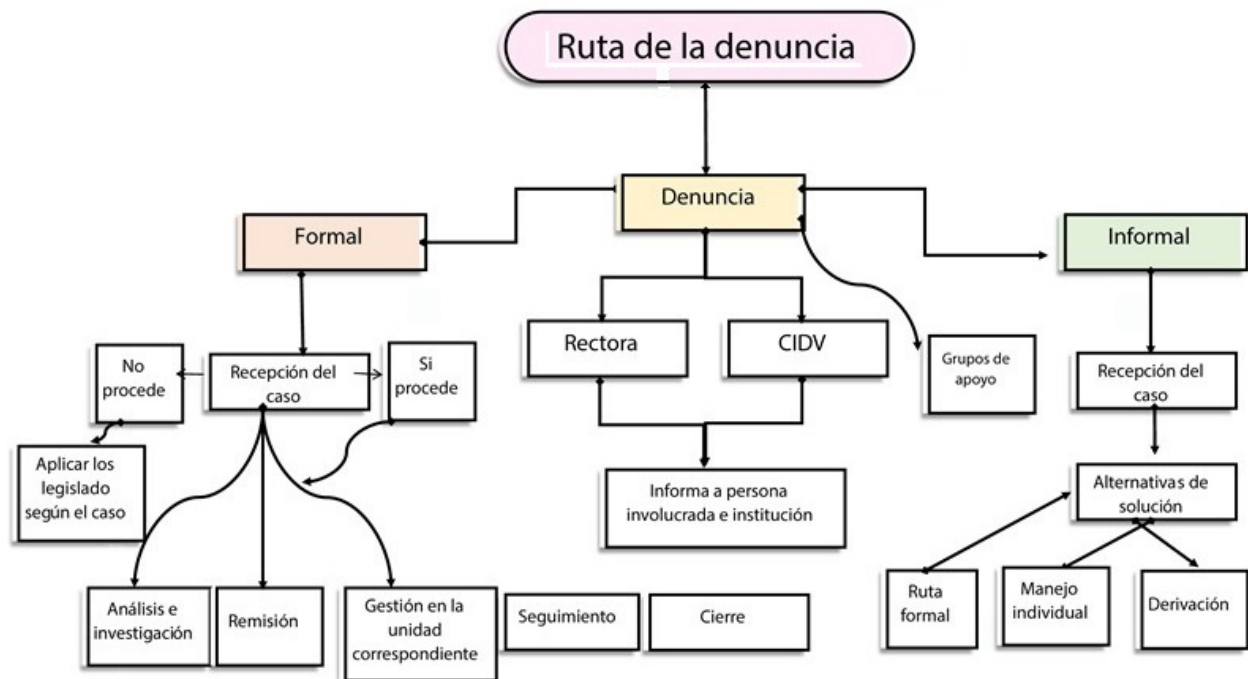 Ruta de la denuncia
Denuncia
Formal
Informal
Rectora
CIDV
Grupos de
apoyo
No
procede
Recepción del
caso
Si
procede
Recepción del
caso
Aplicar los
legislado
según el caso
Informa a persona
involucrada e institución
Alternativas de
solución
Análisis e
investigación
Remisión
Gestión en la
unidad
correspondiente
Seguimiento
Cierre
Ruta
formal
Manejo
individual
Derivación